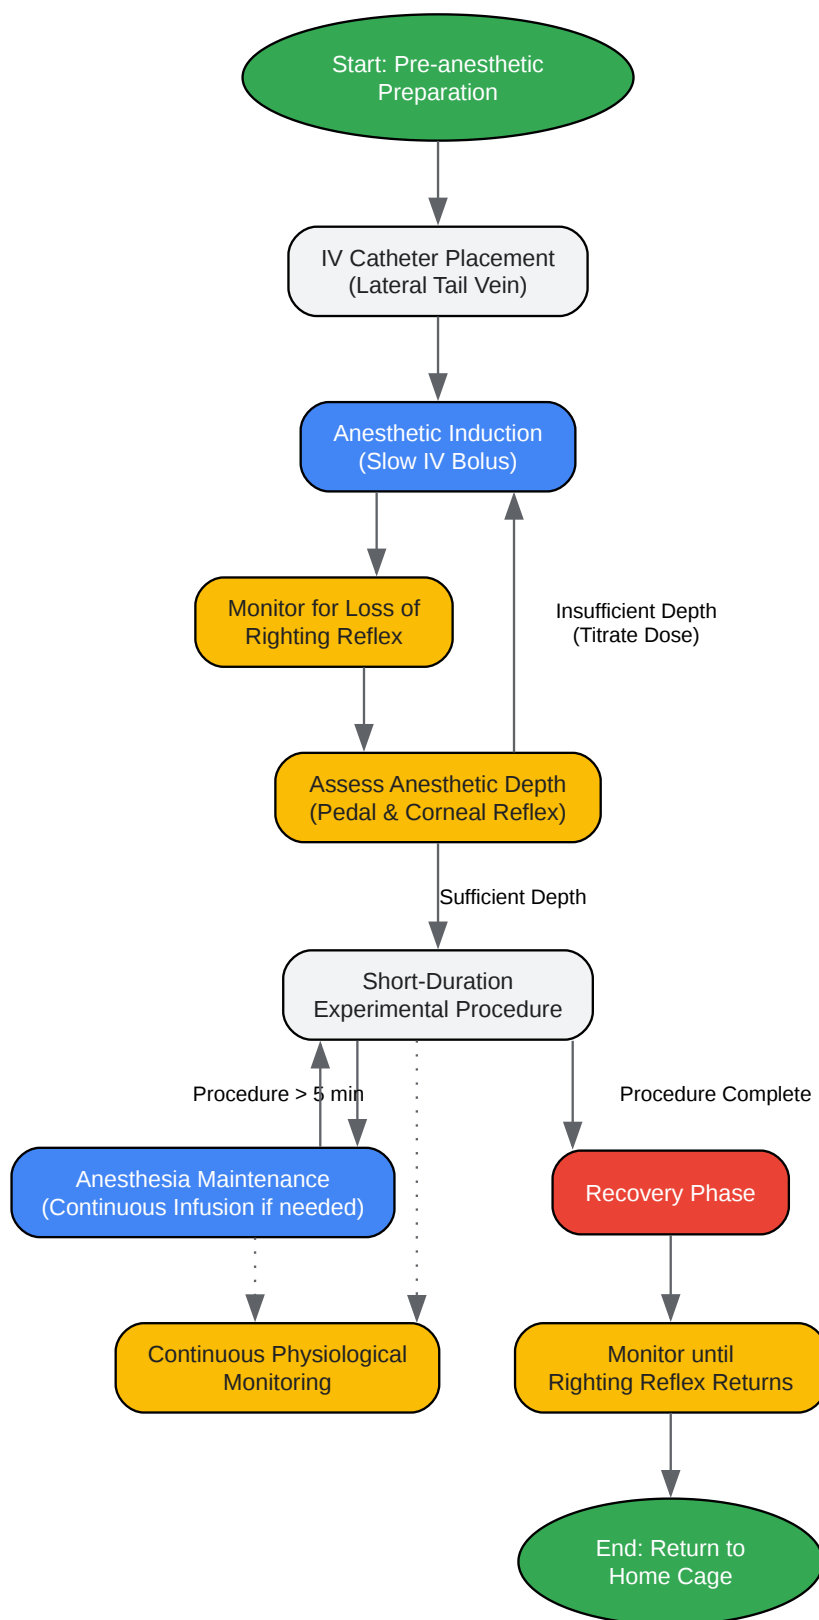 Start: Pre-anesthetic
Preparation
IV Catheter Placement
(Lateral Tail Vein)
Anesthetic Induction
(Slow IV Bolus)
Monitor for Loss of
Righting Reflex
Insufficient Depth
(Titrate Dose)
Assess Anesthetic Depth
(Pedal & Corneal Reflex)
Sufficient Depth
Short-Duration
Experimental Procedure
Procedure > 5 min
Procedure Complete
Anesthesia Maintenance
(Continuous Infusion if needed)
Recovery Phase
Continuous Physiological
Monitoring
Monitor until
Righting Reflex Returns
End: Return to
Home Cage